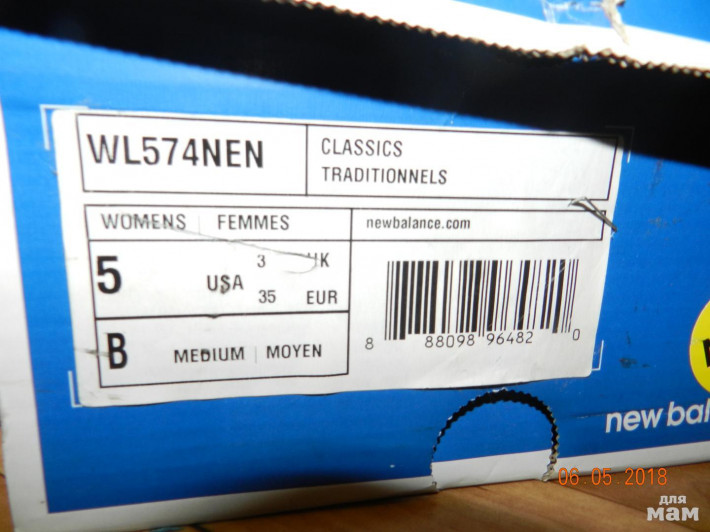 WL574NEN
CLASSICS
TRADITIONNELS
WOMENS | FEMMES
newbalance.com
5 USA 3 UK
35 EUR
B MEDIUM | MOYEN
8 88098 96482 0
new bal
06.05.2018
для
мам